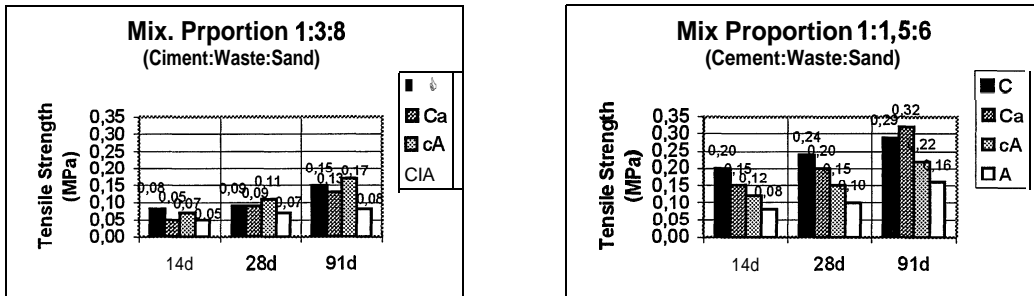 Mix. Prportion 1:3:8
(Ciment:Waste:Sand)
Tensile Strength
(MPa)
0,35
0,30
0,25
0,20
0,15
0,10
0,05
0,00
0,08
0,05
0,07
0,05
0,09
0,09
0,11
0,07
0,15
0,13
0,17
0,08
14d
28d
91d
Ca
cA
CIA
Mix Proportion 1:1,5:6
(Cement:Waste:Sand)
Tensile Strength
(MPa)
0,35
0,30
0,25
0,20
0,15
0,10
0,05
0,00
0,20
0,15
0,12
0,08
0,24
0,20
0,15
0,10
0,29
0,32
0,22
0,16
14d
28d
91d
C
Ca
cA
A